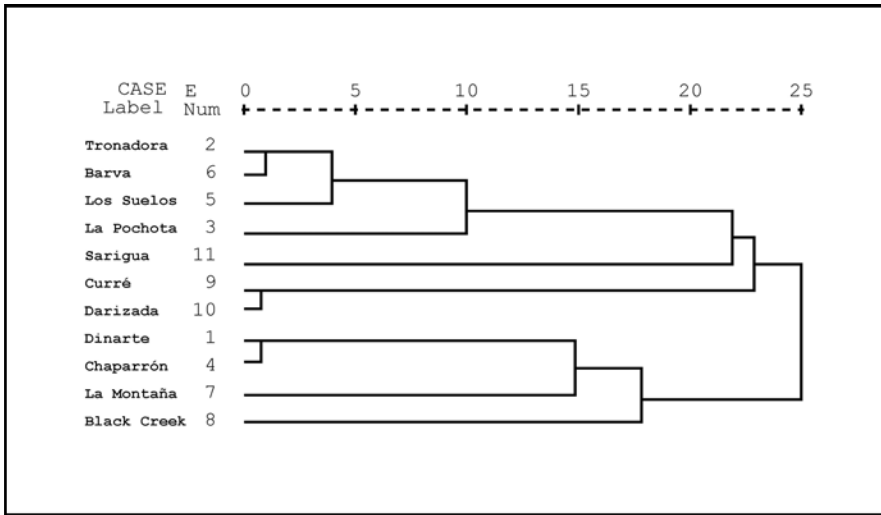 CASE E 0 5 10 15 20 25
Label Num
Tronadora 2
Barva 6
Los Suelos 5
La Pochota 3
Sarigua 11
Curré 9
Darizada 10
Dinarte 1
Chaparrón 4
La Montaña 7
Black Creek 8